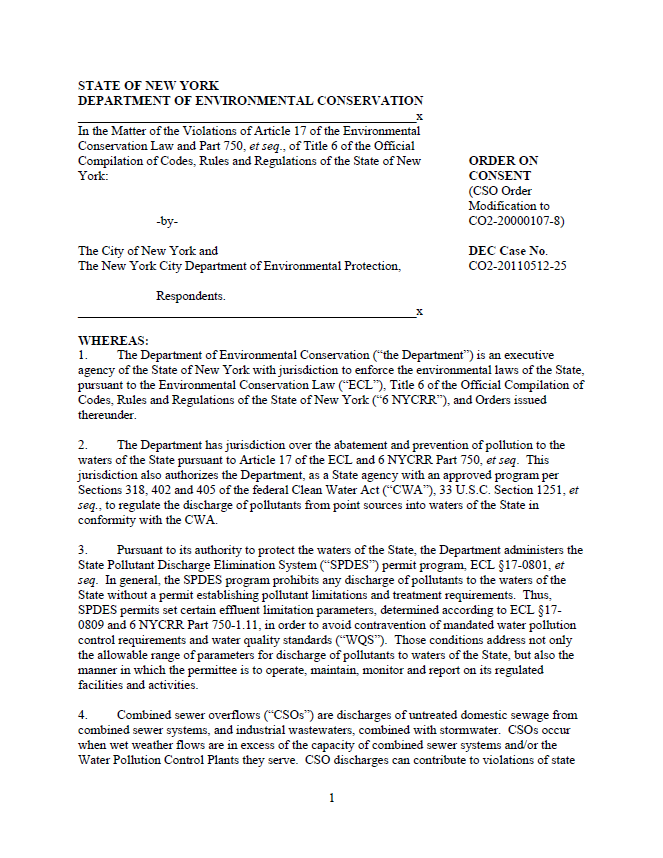 STATE OF NEW YORK
DEPARTMENT OF ENVIRONMENTAL CONSERVATION
x
In the Matter of the Violations of Article 17 of the Environmental
Conservation Law and Part 750, et seq., of Title 6 of the Official
Compilation of Codes, Rules and Regulations of the State of New
York:
-by-
The City of New York and
The New York City Department of Environmental Protection,
Respondents.
x
ORDER ON
CONSENT
(CSO Order
Modification to
CO2-20000107-8)
DEC Case No.
CO2-20110512-25
WHEREAS:
1. The Department of Environmental Conservation (“the Department”) is an executive
agency of the State of New York with jurisdiction to enforce the environmental laws of the State,
pursuant to the Environmental Conservation Law (“ECL”), Title 6 of the Official Compilation of
Codes, Rules and Regulations of the State of New York (“6 NYCRR”), and Orders issued
thereunder.
2. The Department has jurisdiction over the abatement and prevention of pollution to the
waters of the State pursuant to Article 17 of the ECL and 6 NYCRR Part 750, et seq. This
jurisdiction also authorizes the Department, as a State agency with an approved program per
Sections 318, 402 and 405 of the federal Clean Water Act (“CWA”), 33 U.S.C. Section 1251, et
seq., to regulate the discharge of pollutants from point sources into waters of the State in
conformity with the CWA.
3. Pursuant to its authority to protect the waters of the State, the Department administers the
State Pollutant Discharge Elimination System (“SPDES”) permit program, ECL §17-0801, et
seq. In general, the SPDES program prohibits any discharge of pollutants to the waters of the
State without a permit establishing pollutant limitations and treatment requirements. Thus,
SPDES permits set certain effluent limitation parameters, determined according to ECL §17-
0809 and 6 NYCRR Part 750-1.11, in order to avoid contravention of mandated water pollution
control requirements and water quality standards (“WQS”). Those conditions address not only
the allowable range of parameters for discharge of pollutants to waters of the State, but also the
manner in which the permittee is to operate, maintain, monitor and report on its regulated
facilities and activities.
4. Combined sewer overflows (“CSOs”) are discharges of untreated domestic sewage from
combined sewer systems, and industrial wastewaters, combined with stormwater. CSOs occur
when wet weather flows are in excess of the capacity of combined sewer systems and/or the
Water Pollution Control Plants they serve. CSO discharges can contribute to violations of state
1